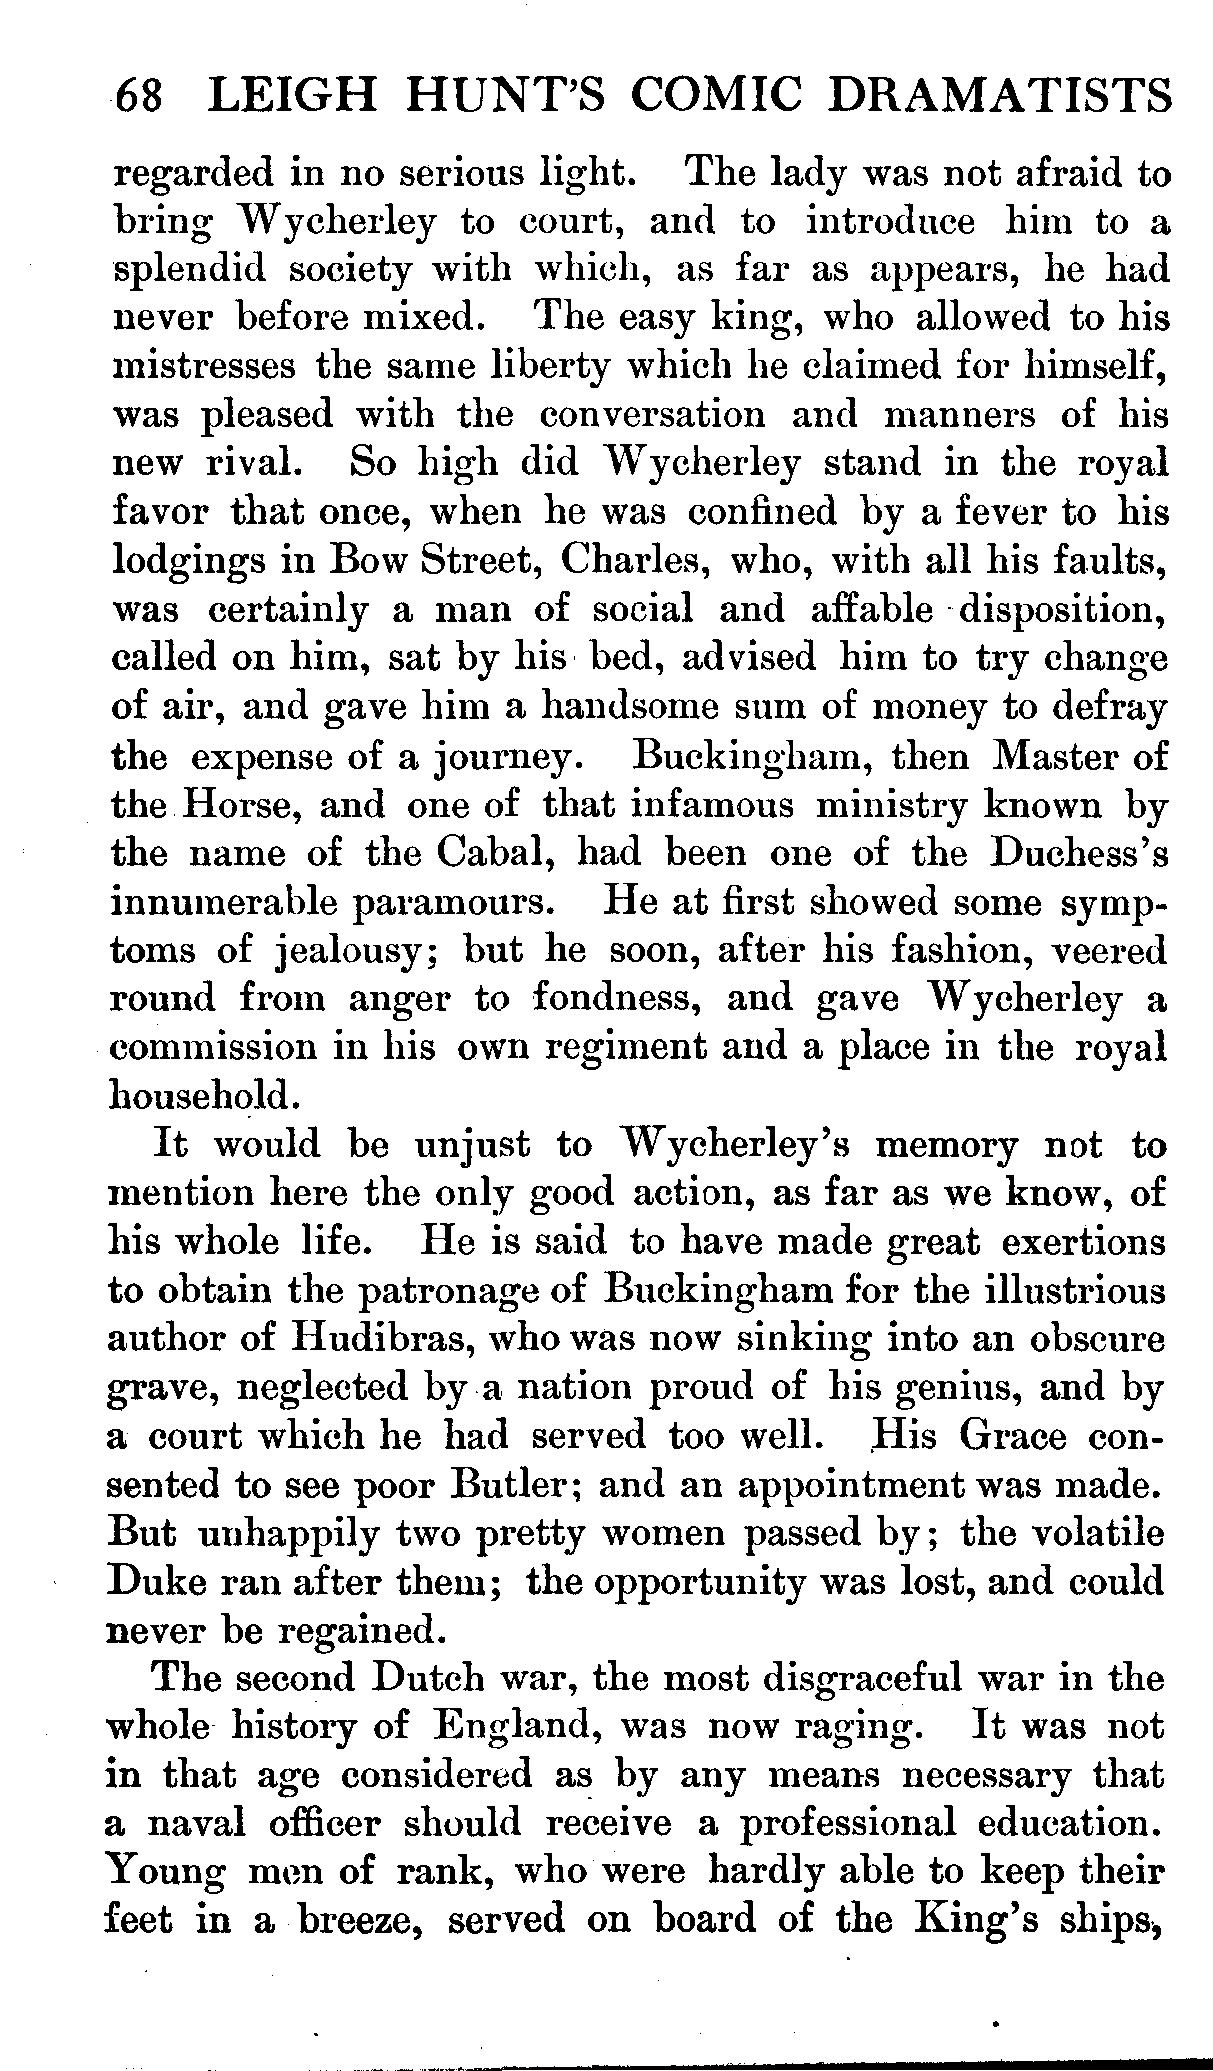 68 LEIGH HUNT'S COMIC DRAMATISTS
regarded in no serious light. The lady was not afraid to
bring Wycherley to court, and to introduce him to a
splendid society with which, as far as appears, he had
never before mixed. The easy king, who allowed to his
mistresses the same liberty which he claimed for himself,
was pleased with the conversation and manners of his
new rival. So high did Wycherley stand in the royal
favor that once, when he was confined by a fever to his
lodgings in Bow Street, Charles, who, with all his faults,
was certainly a man of social and affable disposition,
called on him, sat by his bed, advised him to try change
of air, and gave him a handsome sum of money to defray
the expense of a journey. Buckingham, then Master of
the Horse, and one of that infamous ministry known by
the name of the Cabal, had been one of the Duchess's
innumerable paramours. He at first showed some symp-
toms of jealousy; but he soon, after his fashion, veered
round from anger to fondness, and gave Wycherley a
commission in his own regiment and a place in the royal
household.
It would be unjust to Wycherley's memory not to
mention here the only good action, as far as we know, of
his whole life. He is said to have made great exertions
to obtain the patronage of Buckingham for the illustrious
author of Hudibras, who was now sinking into an obscure
grave, neglected by a nation proud of his genius, and by
a court which he had served too well. His Grace con-
sented to see poor Butler; and an appointment was made.
But unhappily two pretty women passed by; the volatile
Duke ran after them; the opportunity was lost, and could
never be regained.
The second Dutch war, the most disgraceful war in the
whole history of England, was now raging. It was not
in that age considered as by any means necessary that
a naval officer should receive a professional education.
Young men of rank, who were hardly able to keep their
feet in a breeze, served on board of the King's ships,